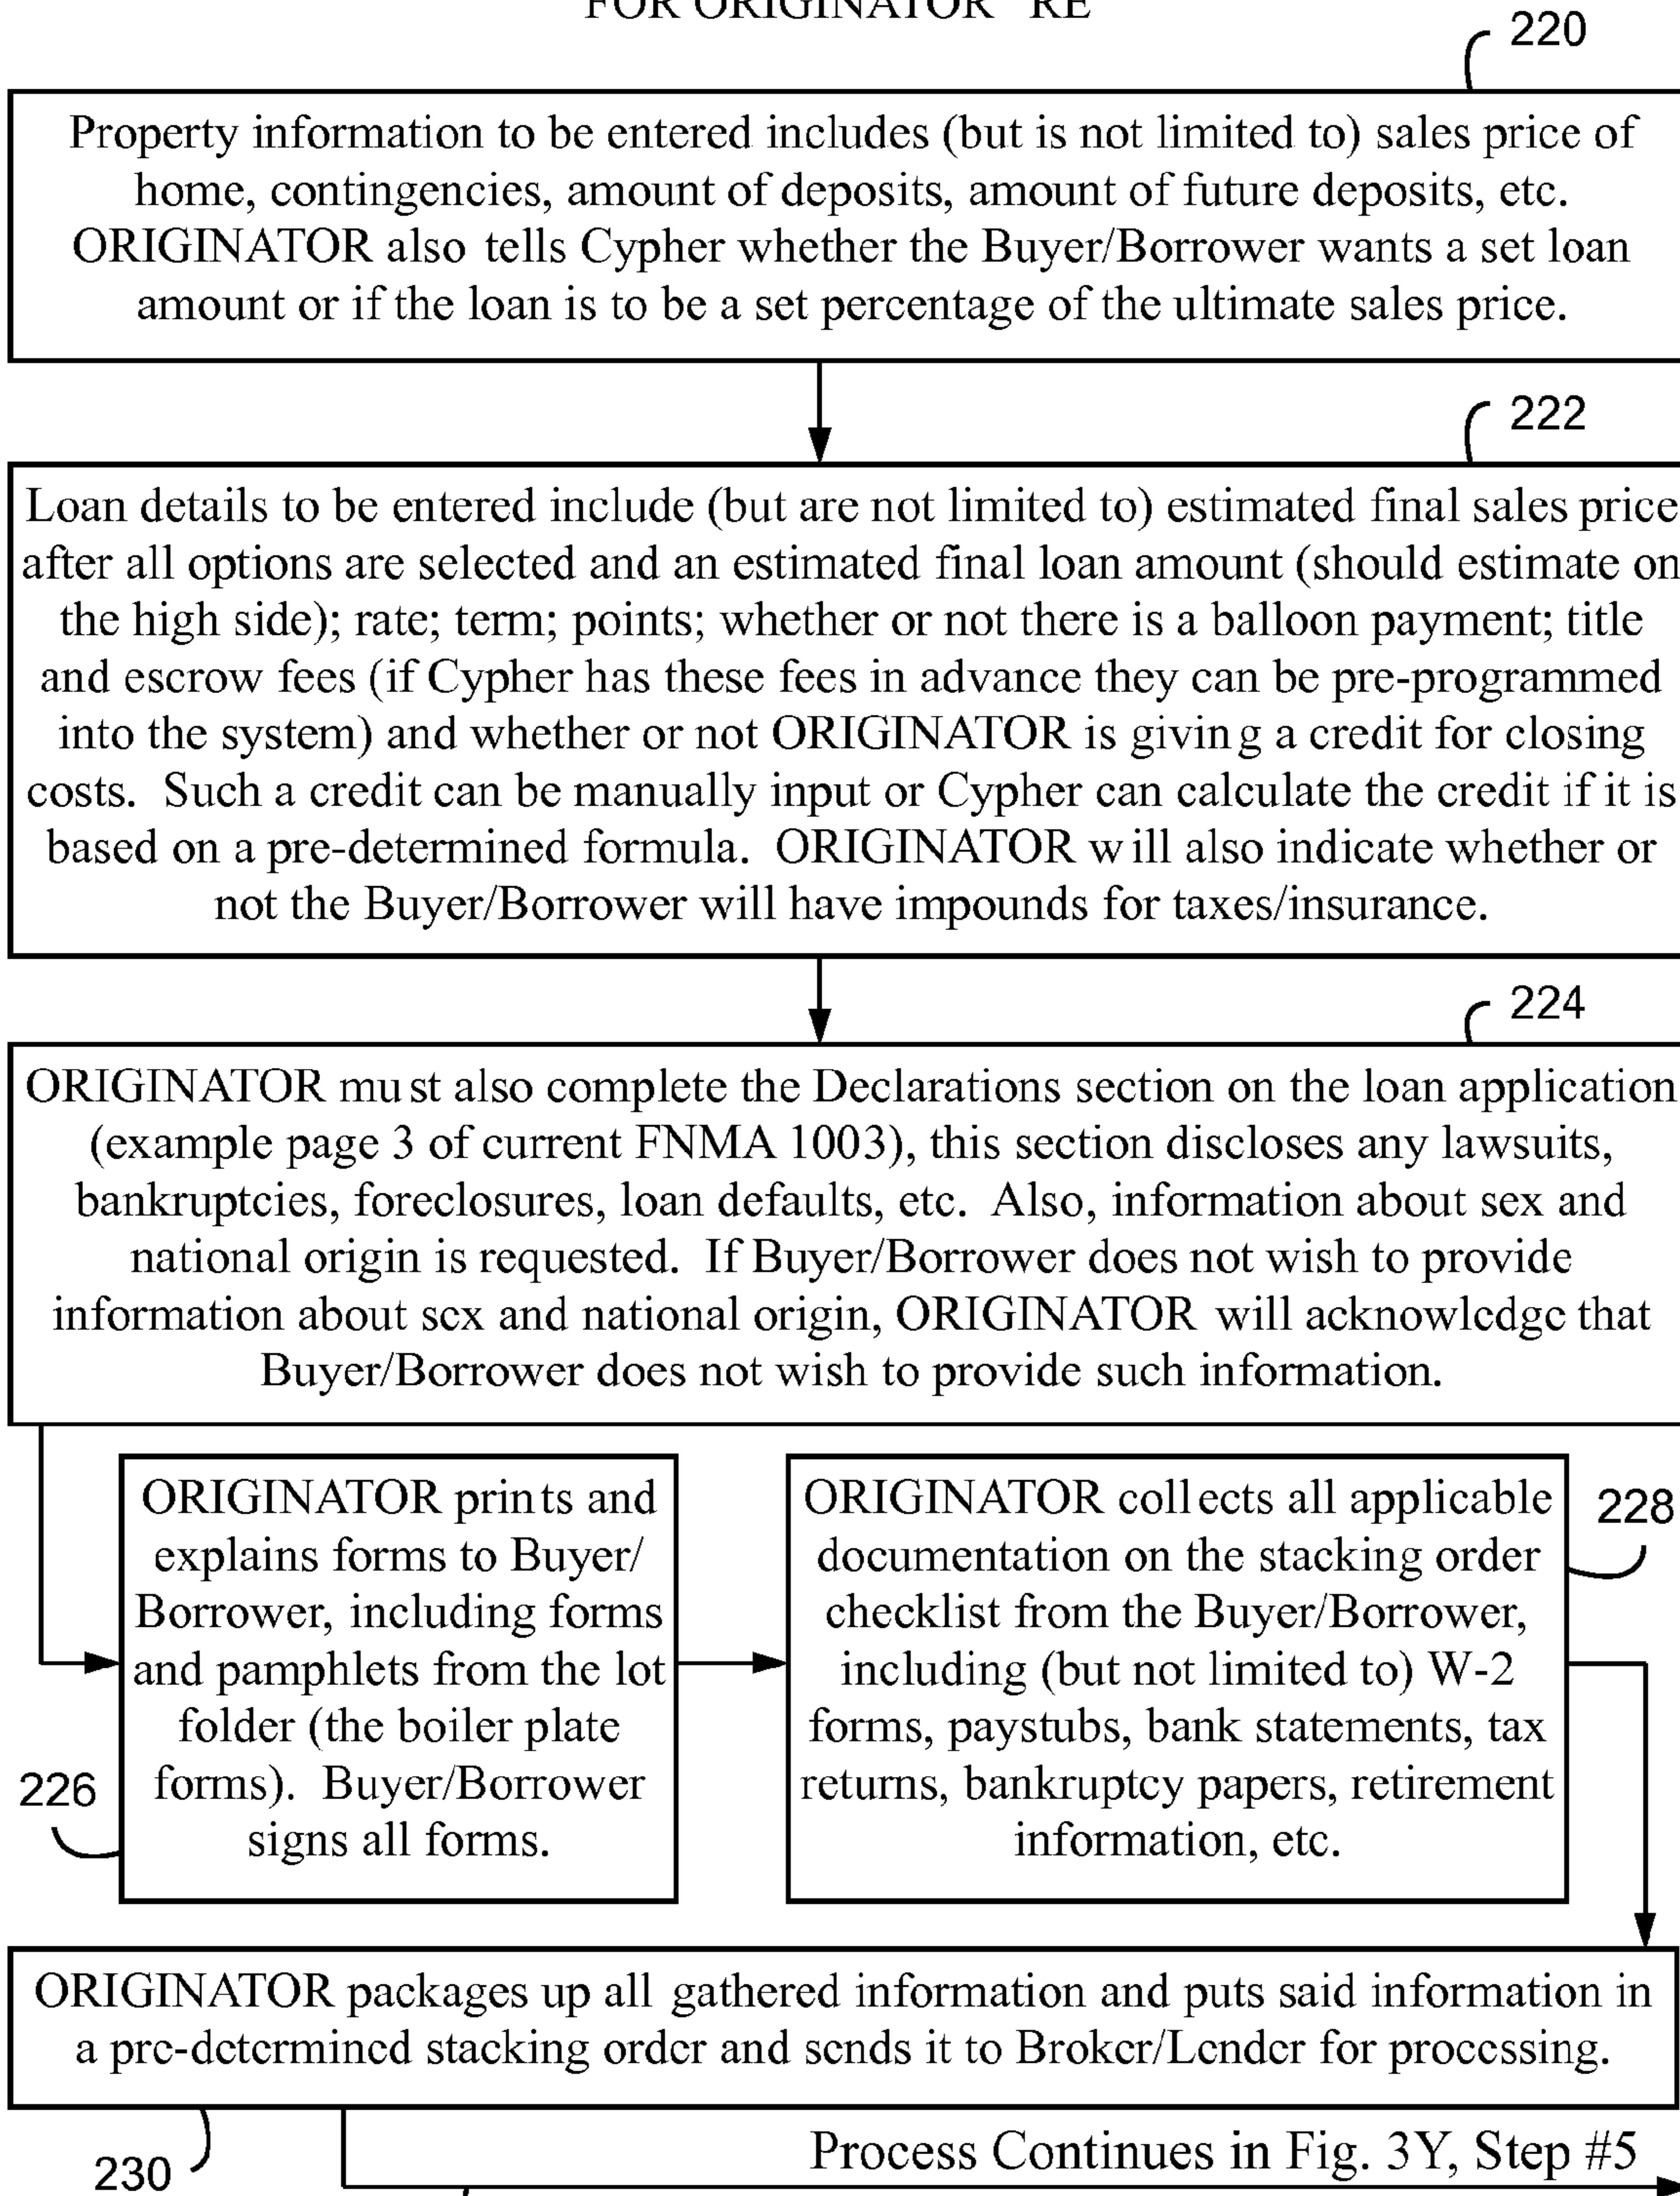 FOR ORIGINATOR RE
220
Property information to be entered includes (but is not limited to) sales price of
home, contingencies, amount of deposits, amount of future deposits, etc.
ORIGINATOR also tells Cypher whether the Buyer/Borrower wants a set loan
amount or if the loan is to be a set percentage of the ultimate sales price.
222
Loan details to be entered include (but are not limited to) estimated final sales price
after all options are selected and an estimated final loan amount (should estimate on
the high side); rate; term; points; whether or not there is a balloon payment; title
and escrow fees (if Cypher has these fees in advance they can be pre-programmed
into the system) and whether or not ORIGINATOR is giving a credit for closing
costs. Such a credit can be manually input or Cypher can calculate the credit if it is
based on a pre-determined formula. ORIGINATOR will also indicate whether or
not the Buyer/Borrower will have impounds for taxes/insurance.
224
ORIGINATOR must also complete the Declarations section on the loan application
(example page 3 of current FNMA 1003), this section discloses any lawsuits,
bankruptcies, foreclosures, loan defaults, etc. Also, information about sex and
national origin is requested. If Buyer/Borrower does not wish to provide
information about sex and national origin, ORIGINATOR will acknowledge that
Buyer/Borrower does not wish to provide such information.
ORIGINATOR prints and
explains forms to Buyer/
Borrower, including forms
and pamphlets from the lot
folder (the boiler plate
forms). Buyer/Borrower
signs all forms.
226
ORIGINATOR collects all applicable
documentation on the stacking order
checklist from the Buyer/Borrower,
including (but not limited to) W-2
forms, paystubs, bank statements, tax
returns, bankruptcy papers, retirement
information, etc.
228
ORIGINATOR packages up all gathered information and puts said information in
a pre-determined stacking order and sends it to Broker/Lender for processing.
230
Process Continues in Fig. 3Y, Step #5